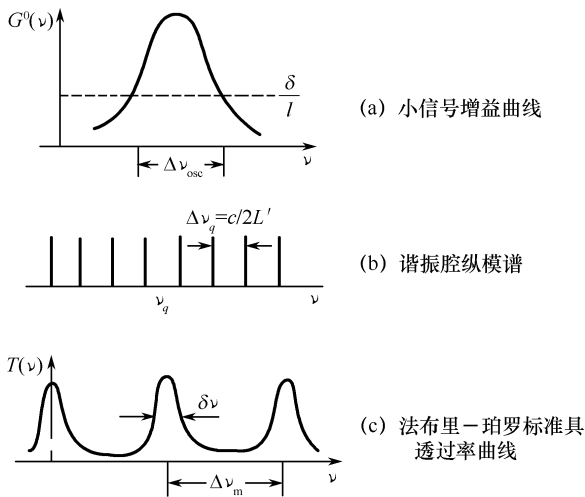 G⁰(ν)
δ/l
(a) 小信号增益曲线
Δν_osc
ν
Δν_q=c/2L′
(b) 谐振腔纵模谱
ν_q
ν
T(ν)
δν
(c) 法布里-珀罗标准具
透过率曲线
Δν_m
ν